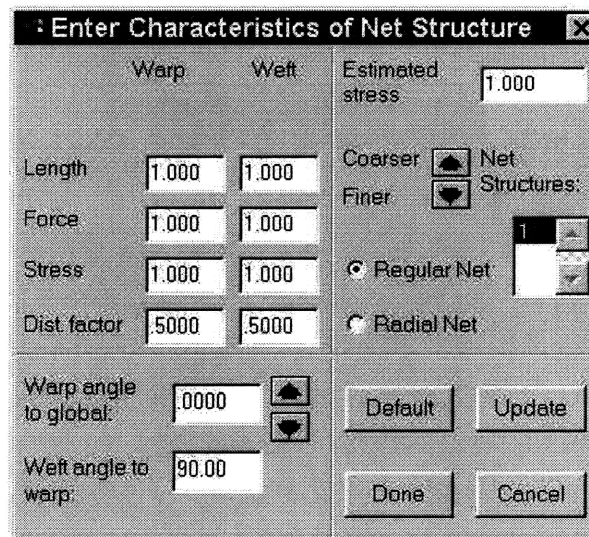 Enter Characteristics of Net Structure
Warp Weft
Length 1.000 1.000
Force 1.000 1.000
Stress 1.000 1.000
Dist. factor .5000 .5000
Estimated
stress
1.000
Coarser
Finer
Net
Structures:
1
Regular Net
Radial Net
Warp angle
to global:
.0000
Weft angle to
warp:
90.00
Default Update
Done Cancel